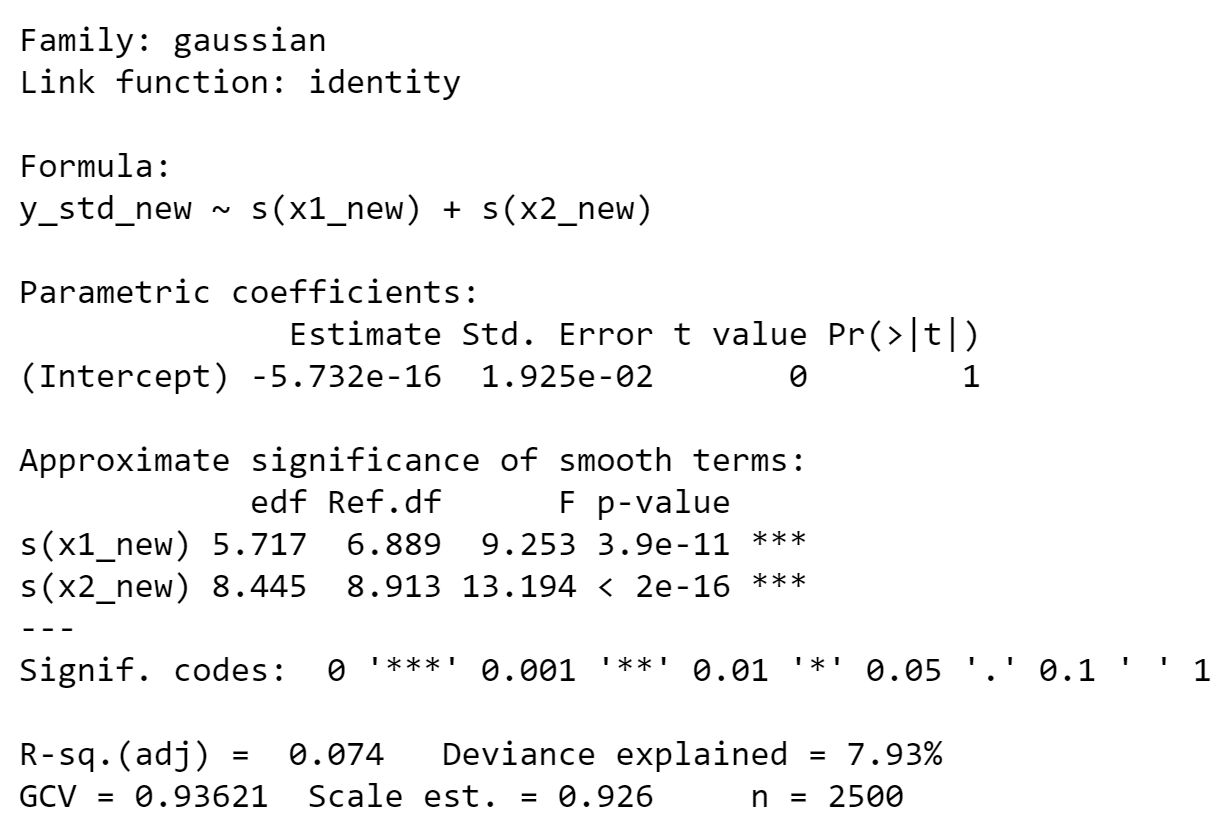 Family: gaussian
Link function: identity

Formula:
y_std_new ~ s(x1_new) + s(x2_new)

Parametric coefficients:
              Estimate Std. Error t value Pr(>|t|)
(Intercept) -5.732e-16  1.925e-02       0        1

Approximate significance of smooth terms:
            edf Ref.df      F p-value
s(x1_new) 5.717  6.889  9.253 3.9e-11 ***
s(x2_new) 8.445  8.913 13.194 < 2e-16 ***
---
Signif. codes:  0 '***' 0.001 '**' 0.01 '*' 0.05 '.' 0.1 ' ' 1

R-sq.(adj) =  0.074   Deviance explained = 7.93%
GCV = 0.93621  Scale est. = 0.926     n = 2500